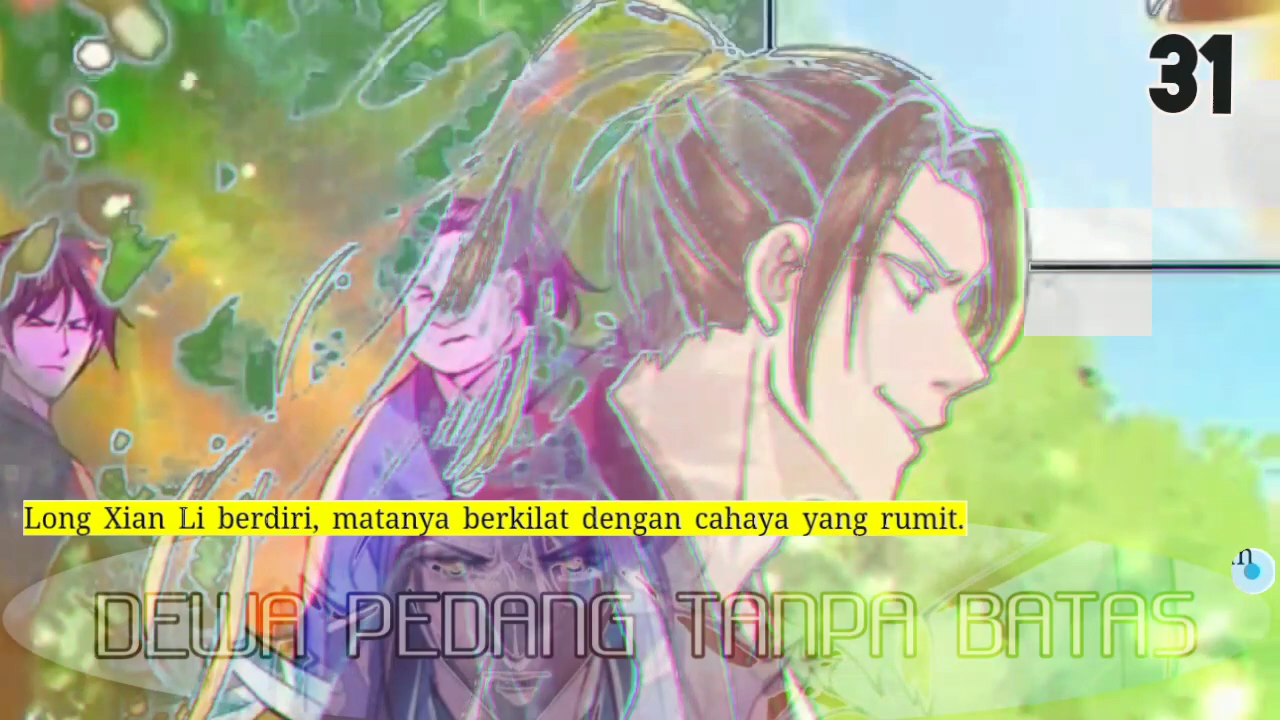 31
Long Xian Li berdiri, matanya berkilat dengan cahaya yang rumit.
DEWA PEDANG TANPA BATAS